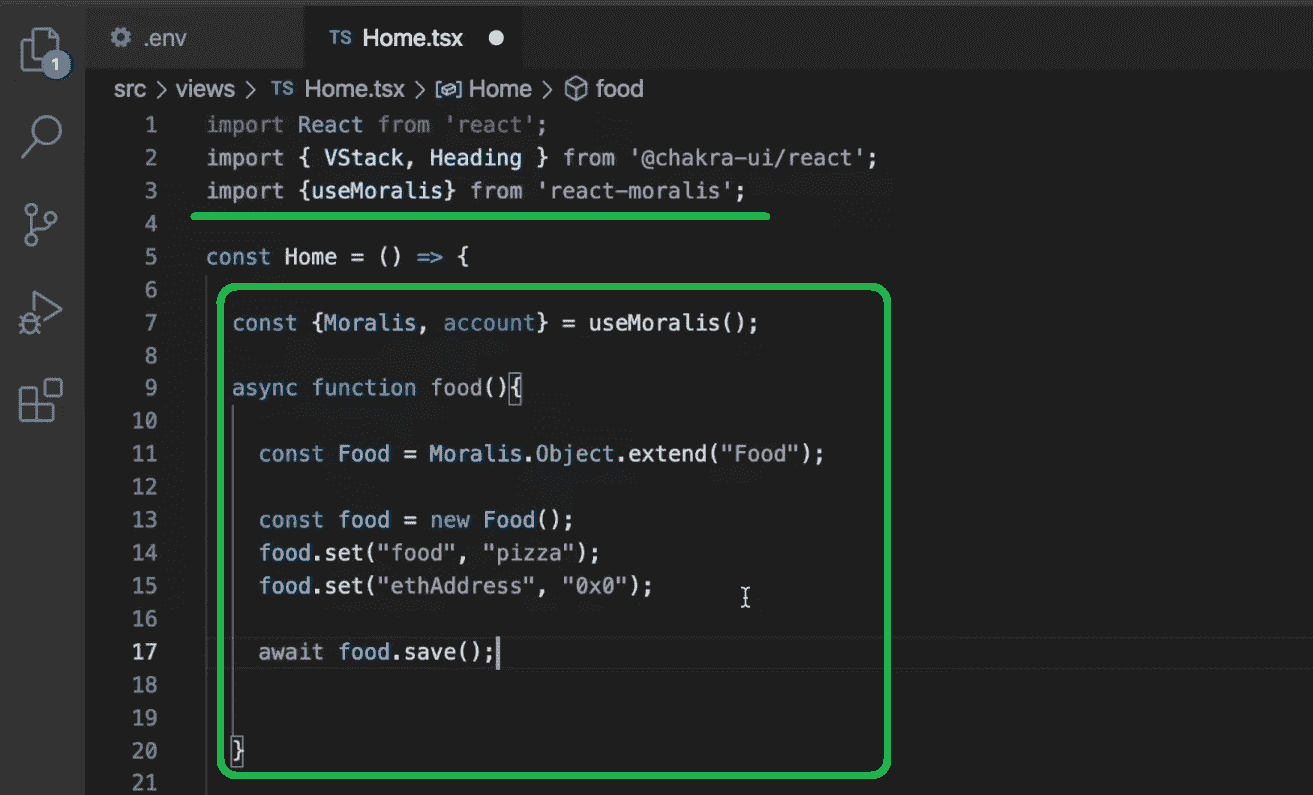 .env TS Home.tsx
1
src > views > TS Home.tsx > Home > food
1 import React from 'react';
2 import { VStack, Heading } from '@chakra-ui/react';
3 import {useMoralis} from 'react-moralis';
4
5 const Home = () => {
6
7 const {Moralis, account} = useMoralis();
8
9 async function food(){
10
11 const Food = Moralis.Object.extend("Food");
12
13 const food = new Food();
14 food.set("food", "pizza");
15 food.set("ethAddress", "0x0");
16
17 await food.save();
18
19
20 }
21